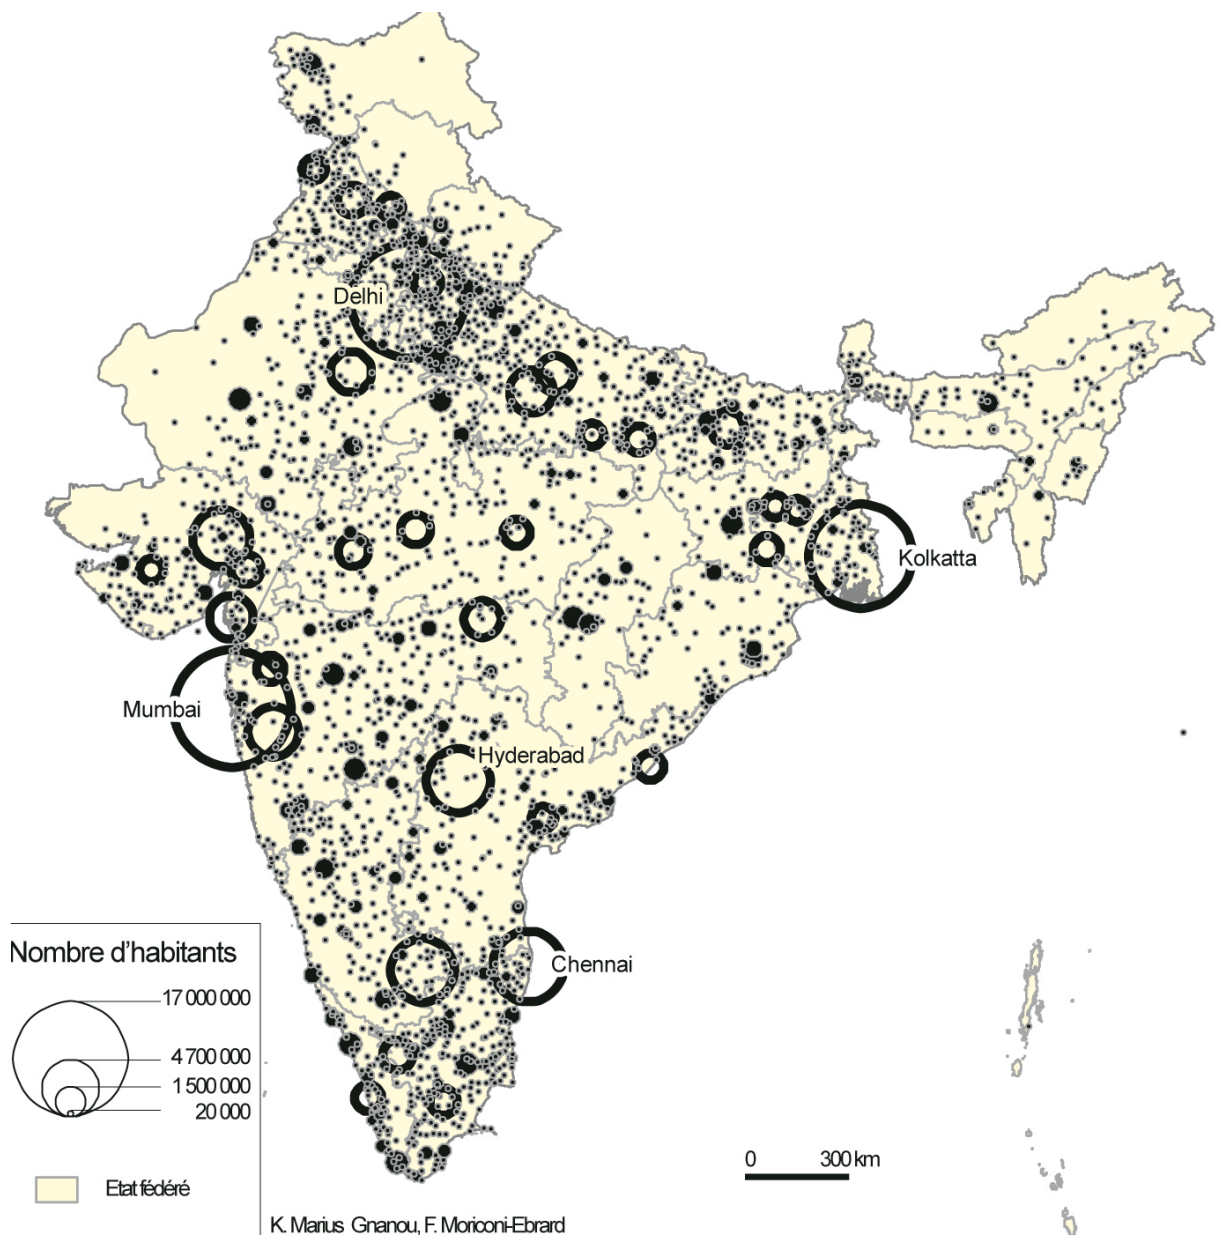 Delhi
Kolkatta
Mumbai
Hyderabad
Chennai
Nombre d'habitants
17 000 000
4 700 000
1 500 000
20 000
Etat fédéré
0 300 km
K. Marius Gnanou, F. Moriconi-Ebrard